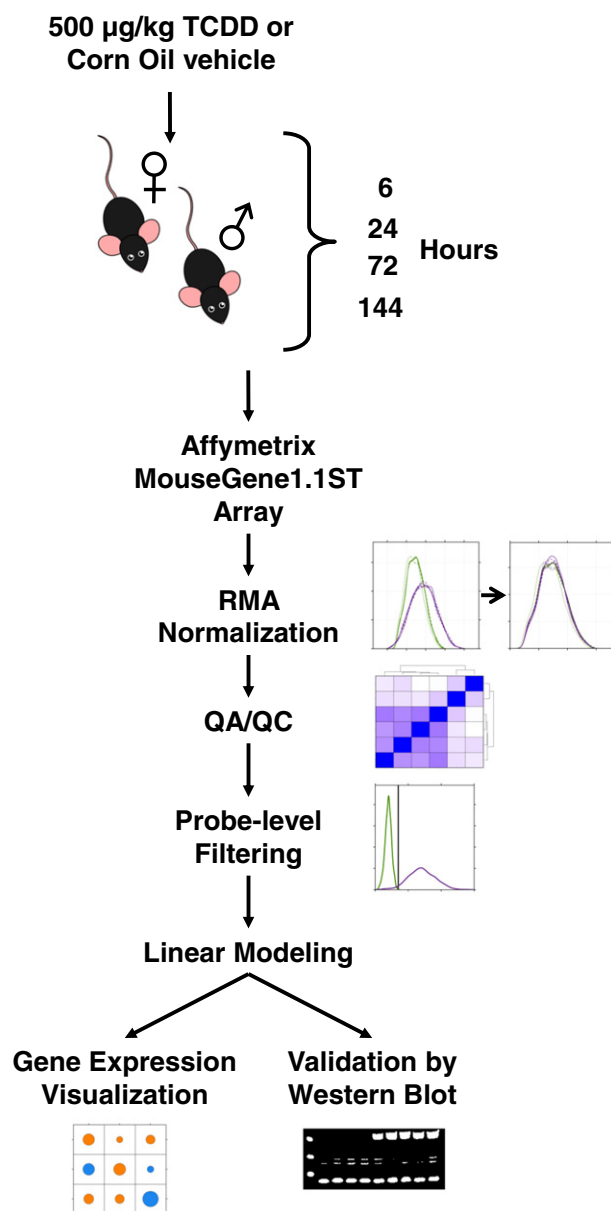 500 µg/kg TCDD or
Corn Oil vehicle
♀
♂
6
24
72
144
Hours
Affymetrix
MouseGene1.1ST
Array
RMA
Normalization
QA/QC
Probe-level
Filtering
Linear Modeling
Gene Expression
Visualization
Validation by
Western Blot